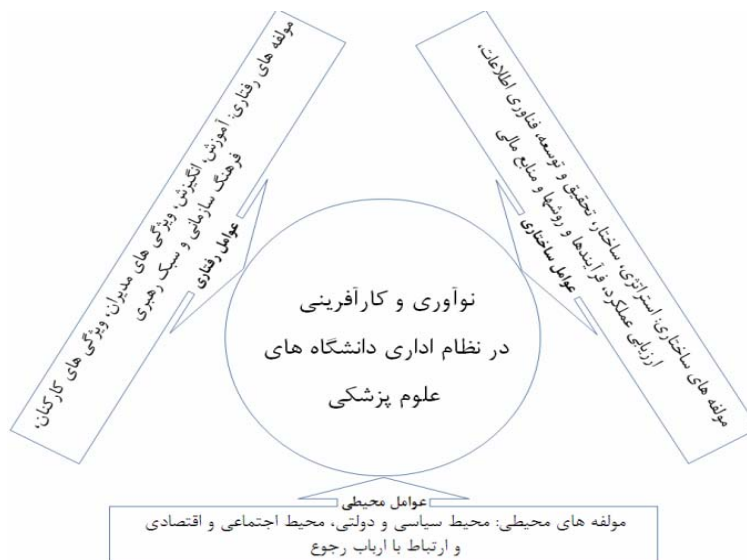 مولفه های رفتاری: آموزش، انگیزش، ویژگی های مدیران، ویژگی های کارکنان،
فرهنگ سازمانی و سبک رهبری
عوامل رفتاری
مولفه های ساختاری: استراتژی، ساختار، تحقیق و توسعه، فناوری اطلاعات،
ارزیابی عملکرد، فرآیندها و روشها و منابع مالی
عوامل ساختاری
نوآوری و کارآفرینی
در نظام اداری دانشگاه های
علوم پزشکی
عوامل محیطی
مولفه های محیطی: محیط سیاسی و دولتی، محیط اجتماعی و اقتصادی
و ارتباط با ارباب رجوع